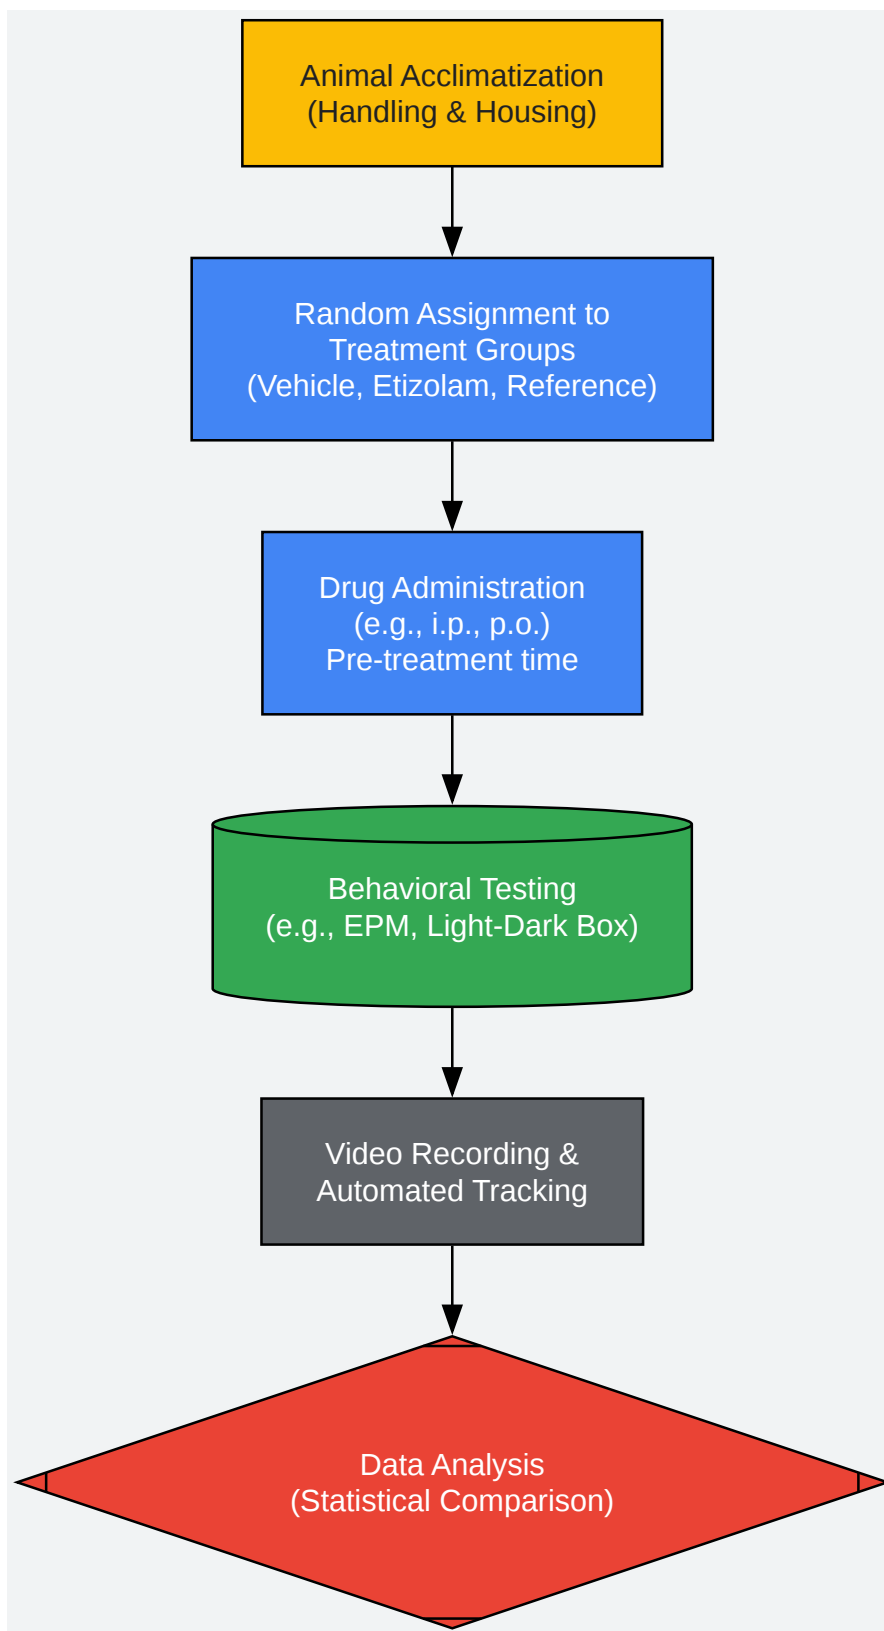 Animal Acclimatization
(Handling & Housing)
Random Assignment to
Treatment Groups
(Vehicle, Etizolam, Reference)
Drug Administration
(e.g., i.p., p.o.)
Pre-treatment time
Behavioral Testing
(e.g., EPM, Light-Dark Box)
Video Recording &
Automated Tracking
Data Analysis
(Statistical Comparison)